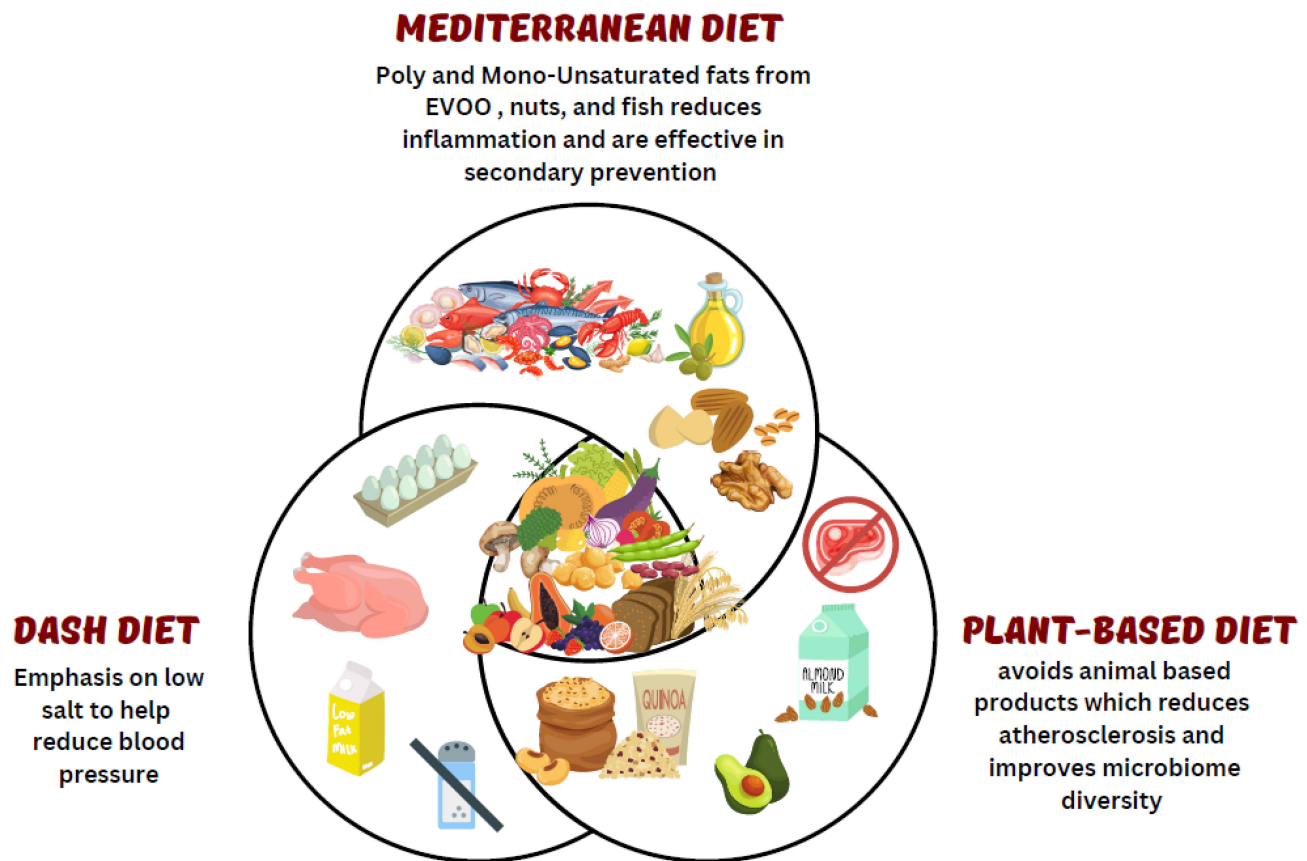 MEDITERRANEAN DIET
Poly and Mono-Unsaturated fats from
EVOO , nuts, and fish reduces
inflammation and are effective in
secondary prevention
DASH DIET
Emphasis on low
salt to help
reduce blood
pressure
Low
Fat
MILK
QUINOA
ALMOND
MILK
PLANT-BASED DIET
avoids animal based
products which reduces
atherosclerosis and
improves microbiome
diversity